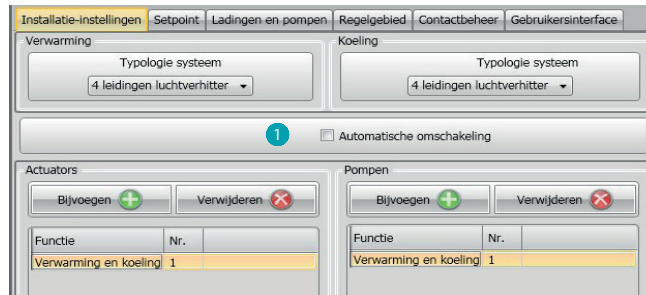 Installatie-instellingen Setpoint Ladingen en pompen Regelgebied Contactbeheer Gebruikersinterface
Verwarming Koeling
Typologie systeem Typologie systeem
4 leidingen luchtverhitter 4 leidingen luchtverhitter
1 Automatische omschakeling
Actuators Pompen
Bijvoegen Verwijderen Bijvoegen Verwijderen
Functie Nr. Functie Nr.
Verwarming en koeling 1 Verwarming en koeling 1